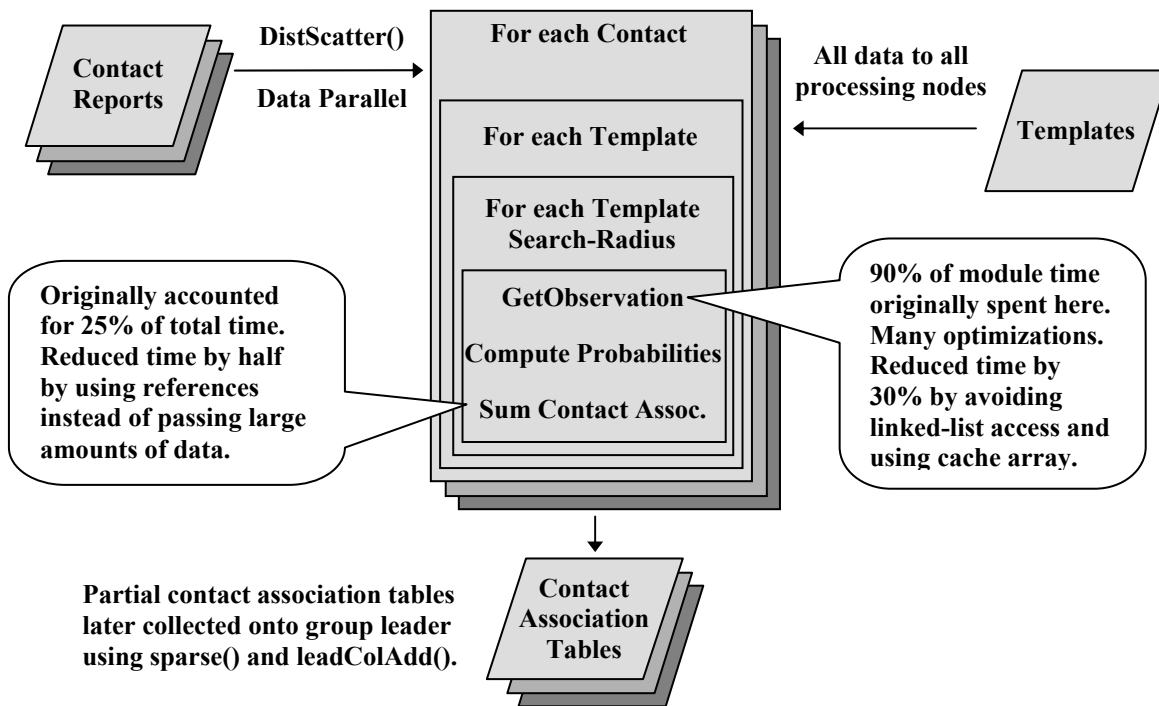 Contact
Reports
DistScatter()
Data Parallel
For each Contact
All data to all
processing nodes
Templates
For each Template
For each Template
Search-Radius
GetObservation
Compute Probabilities
Sum Contact Assoc.
Originally accounted
for 25% of total time.
Reduced time by half
by using references
instead of passing large
amounts of data.
90% of module time
originally spent here.
Many optimizations.
Reduced time by
30% by avoiding
linked-list access and
using cache array.
Partial contact association tables
later collected onto group leader
using sparse() and leadColAdd().
Contact
Association
Tables